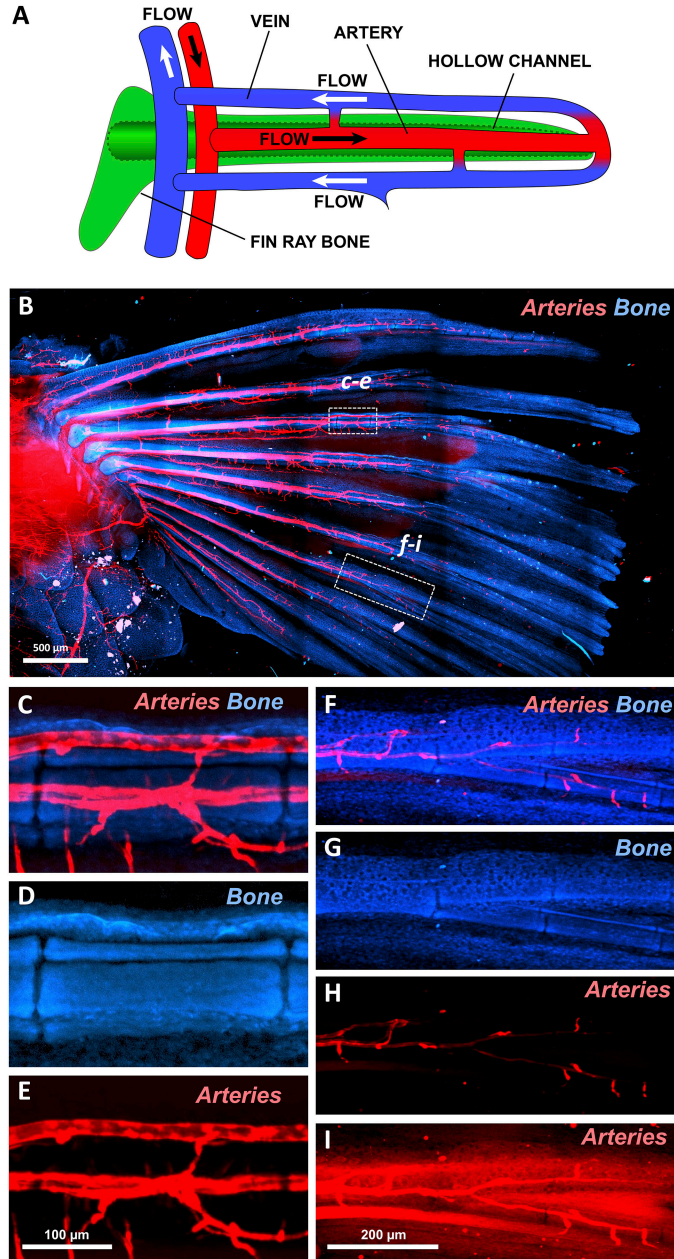 A
FLOW
VEIN
ARTERY
HOLLOW CHANNEL
FLOW
FLOW
FLOW
FIN RAY BONE
B
Arteries Bone
c-e
f-i
500 µm
C
Arteries Bone
F
Arteries Bone
D
Bone
G
Bone
H
Arteries
E
Arteries
I
Arteries
100 µm
200 µm